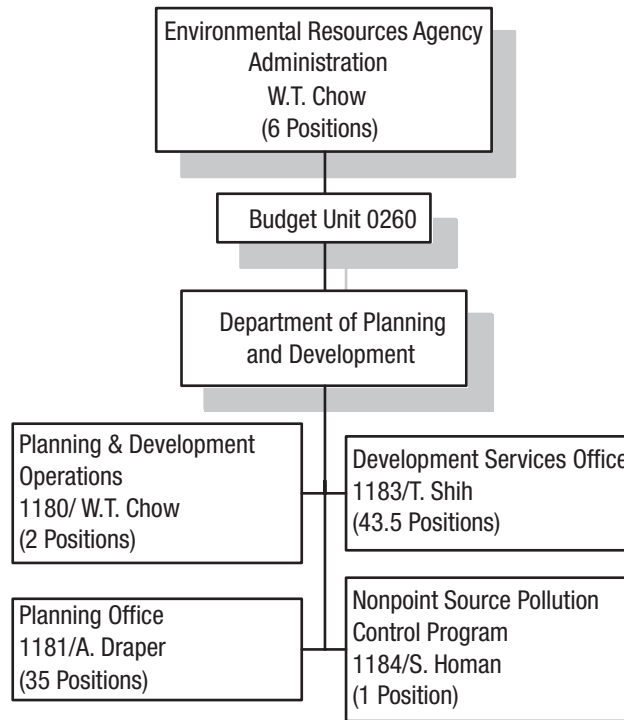 Environmental Resources Agency
Administration
W.T. Chow
(6 Positions)
Budget Unit 0260
Department of Planning
and Development
Planning & Development
Operations
1180/ W.T. Chow
(2 Positions)
Development Services Office
1183/T. Shih
(43.5 Positions)
Planning Office
1181/A. Draper
(35 Positions)
Nonpoint Source Pollution
Control Program
1184/S. Homan
(1 Position)